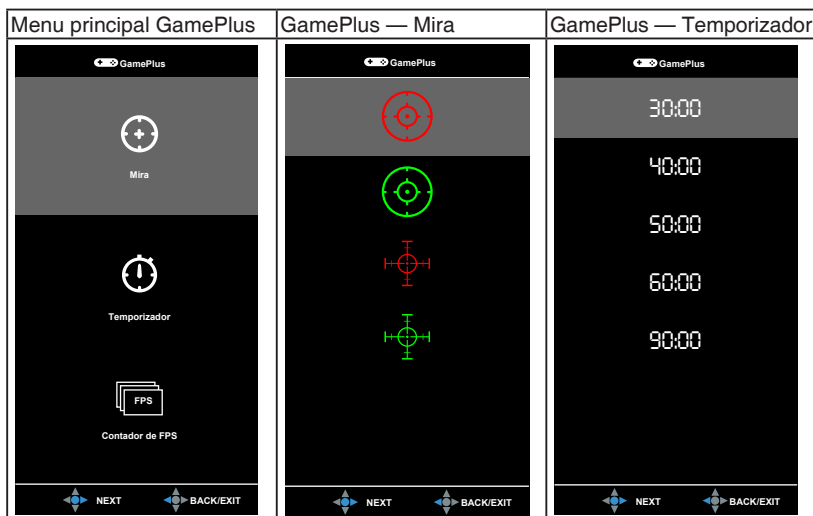 Menu principal GamePlus
GamePlus
Mira
Temporizador
FPS
Contador de FPS
NEXT BACK/EXIT
GamePlus — Mira
GamePlus
NEXT BACK/EXIT
GamePlus — Temporizador
GamePlus
30:00
40:00
50:00
60:00
90:00
NEXT BACK/EXIT